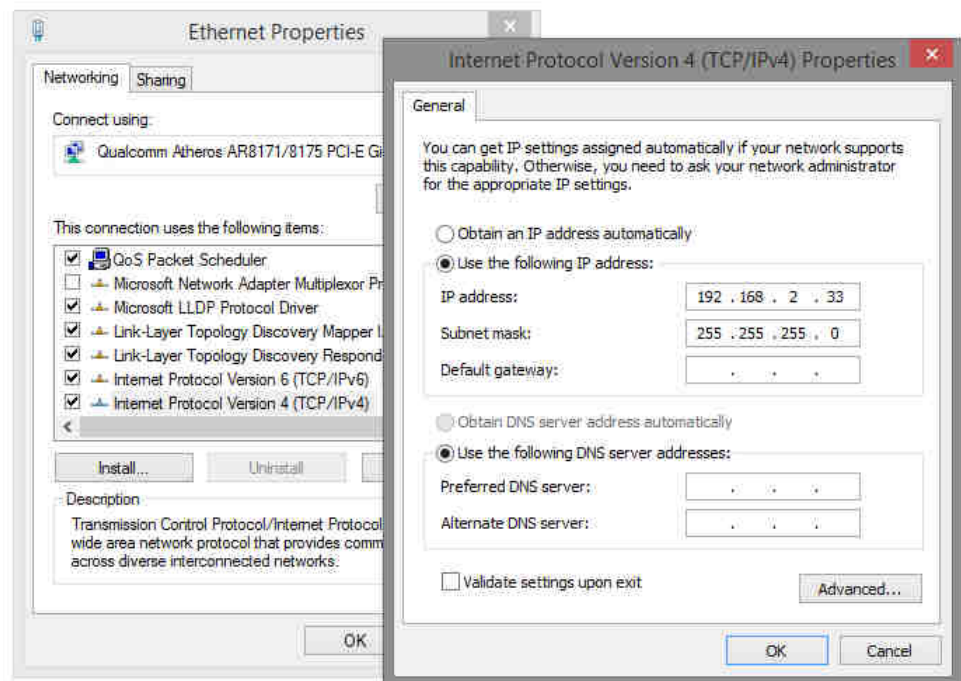 Ethernet Properties
Networking
Sharing
Connect using:
Qualcomm Atheros AR8171/8175 PCI-E Gi
This connection uses the following items:
QoS Packet Scheduler
Microsoft Network Adapter Multiplexor Pr
Microsoft LLDP Protocol Driver
Link-Layer Topology Discovery Mapper I
Link-Layer Topology Discovery Respond
Internet Protocol Version 6 (TCP/IPv6)
Internet Protocol Version 4 (TCP/IPv4)
Install...
Uninstall
Description
Transmission Control Protocol/Internet Protocol
wide area network protocol that provides comm
across diverse interconnected networks.
OK
Internet Protocol Version 4 (TCP/IPv4) Properties
General
You can get IP settings assigned automatically if your network supports
this capability. Otherwise, you need to ask your network administrator
for the appropriate IP settings.
Obtain an IP address automatically
Use the following IP address:
IP address: 192 . 168 . 2 . 33
Subnet mask: 255 . 255 . 255 . 0
Default gateway: . . .
Obtain DNS server address automatically
Use the following DNS server addresses:
Preferred DNS server: . . .
Alternate DNS server: . . .
Validate settings upon exit
Advanced...
OK
Cancel